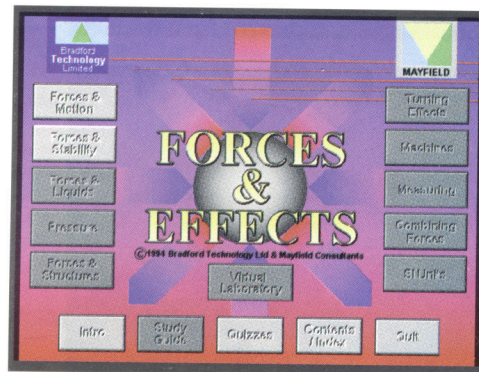 Bradford
Technology
Limited
MAYFIELD
Forces &
Motion
Forces &
Stability
Forces &
Liquids
Pressure
Forces &
Structures
FORCES
&
EFFECTS
©1994 Bradford Technology Ltd & Mayfield Consultants
Virtual
Laboratory
Turning
Effects
Machines
Measuring
Combining
Forces
SI Units
Intro
Study
Guide
Quizzes
Contents
/Index
Quit